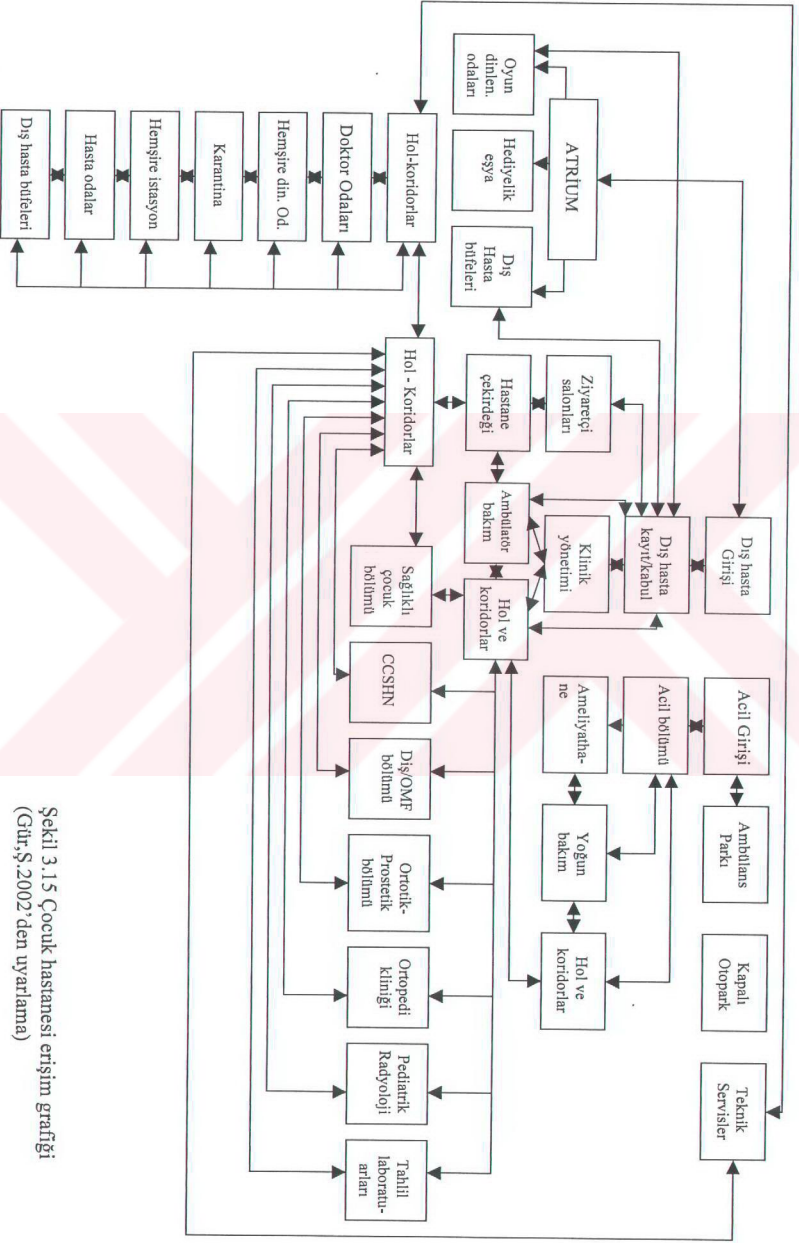 Dış hasta
Girişi
Acil Girişi
Ambülans
Parkı
Kapalı
Otopark
Teknik
Servisler
Dış hasta
kayıt/kabul
Acil bölümü
ATRİUM
Ziyaretçi
salonları
Klinik
yönetimi
Ameliyatha-
ne
Yoğun
bakım
Hol ve
koridorlar
Oyun
dinlen.
odaları
Hediyelik
eşya
Dış
Hasta
büfeleri
Hastane
çekirdeği
Ambülatör
bakım
Hol ve
koridorlar
Hol-koridorlar
Hol - Koridorlar
Sağlıklı
çocuk
bölümü
CCSHN
Diş/OMF
bölümü
Ortotik-
Prostetik
bölümü
Ortopedi
kliniği
Pediatrik
Radyoloji
Tahlil
laboratu-
arları
Doktor Odaları
Hemşire din. Od.
Karantina
Hemşire istasyon
Hasta odalar
Dış hasta büfeleri
Şekil 3.15 Çocuk hastanesi erişim grafiği
(Gür,Ş.2002’den uyarlama)